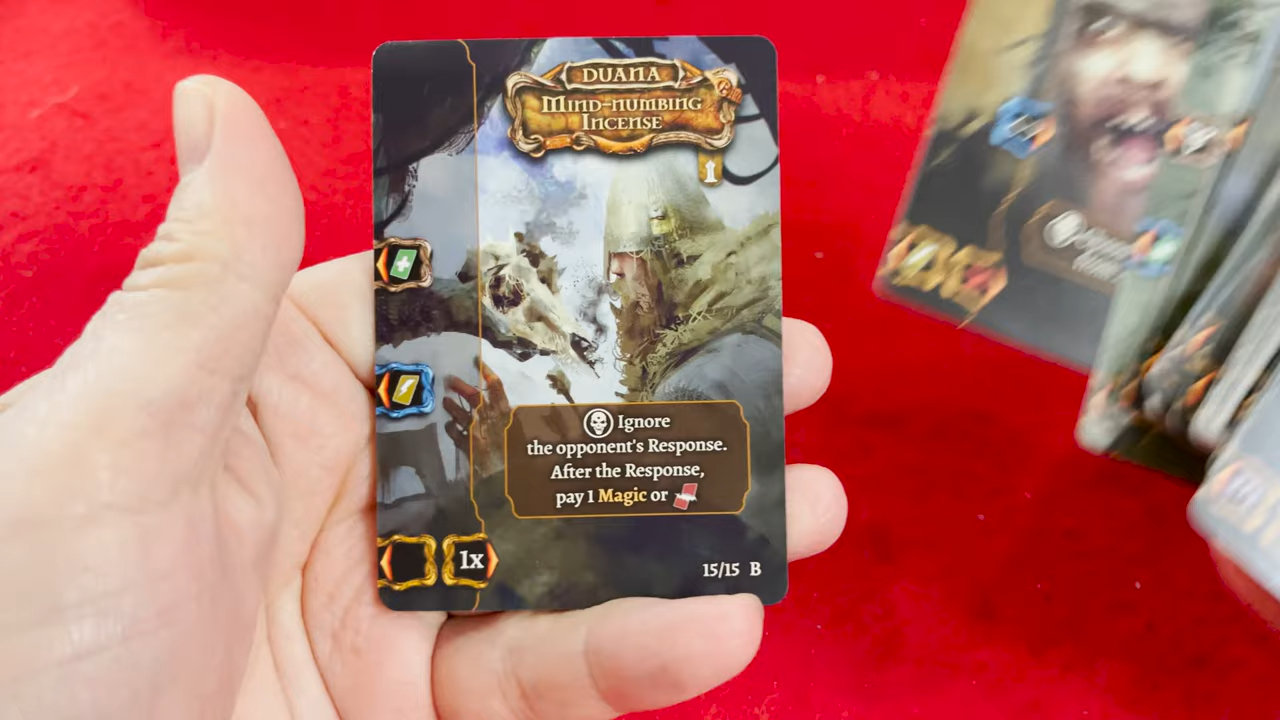 DUANA
Mind-numbing
Incense
1
Ignore
the opponent's Response.
After the Response,
pay 1 Magic or
1x
15/15 B